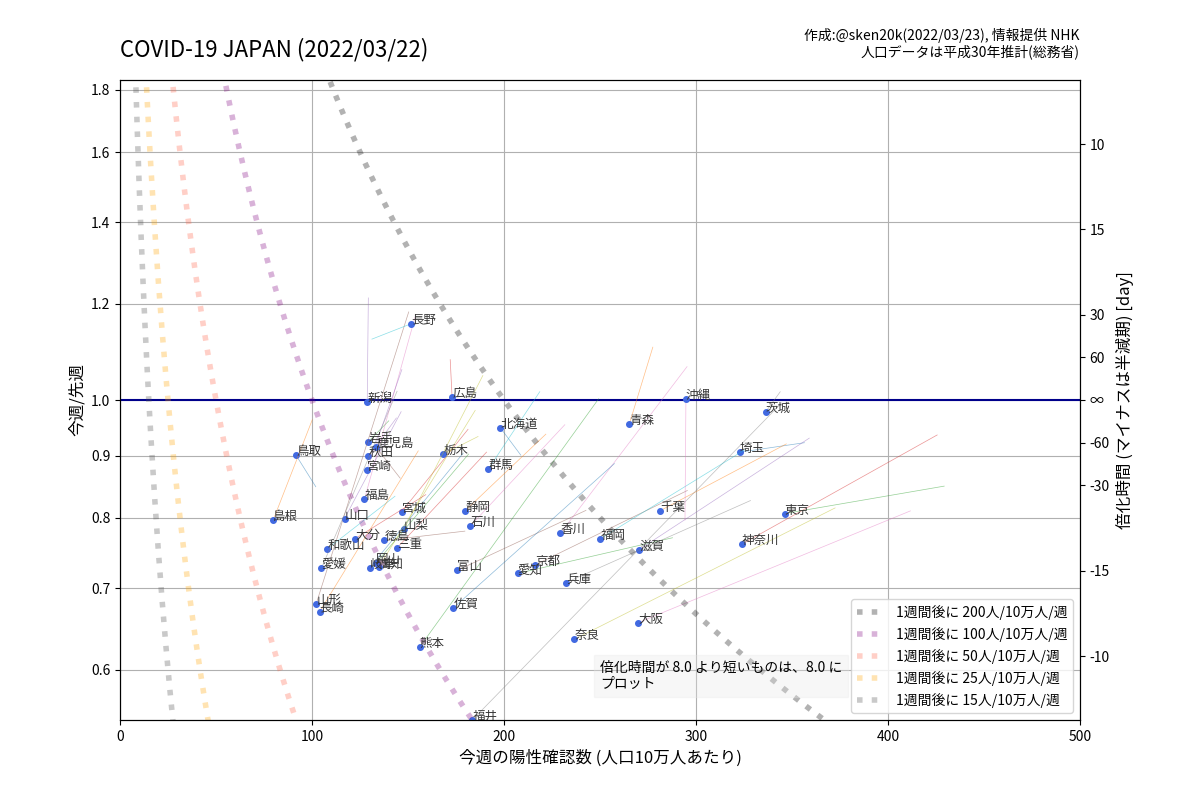 COVID-19 JAPAN (2022/03/22)
作成:@sken20k(2022/03/23), 情報提供 NHK
人口データは平成30年推計(総務省)
1.8
1.6
1.4
1.2
1.0
0.9
0.8
0.7
0.6
今週/先週
10
15
30
60
∞
-60
-30
-15
-10
倍化時間 (マイナスは半減期) [day]
長野
新潟
広島
沖縄
茨城
北海道
青森
岩手
鹿児島
秋田
栃木
埼玉
鳥取
宮崎
群馬
福島
島根
山口
宮城
静岡
千葉
東京
山梨
石川
大分
徳島
香川
福岡
和歌山
三重
滋賀
神奈川
愛媛
富山
愛知
京都
兵庫
山形
長崎
佐賀
大阪
奈良
熊本
福井
倍化時間が 8.0 より短いものは、8.0 に
プロット
1週間後に 200人/10万人/週
1週間後に 100人/10万人/週
1週間後に 50人/10万人/週
1週間後に 25人/10万人/週
1週間後に 15人/10万人/週
0
100
200
300
400
500
今週の陽性確認数 (人口10万人あたり)